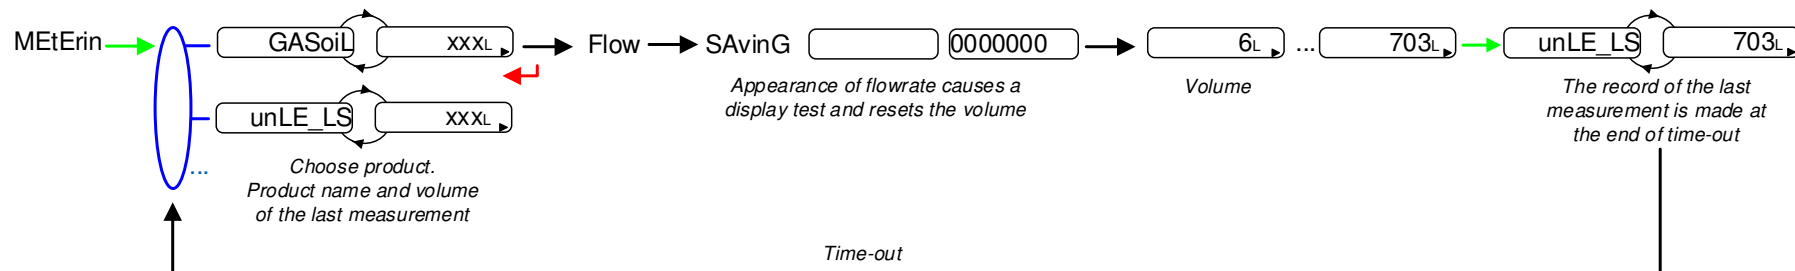 MEtErin GASoiL xxxL Flow SAvinG 0000000 6L ... 703L unLE_LS 703L
unLE_LS xxxL
...
Choose product.
Product name and volume
of the last measurement
Appearance of flowrate causes a
display test and resets the volume
Volume
The record of the last
measurement is made at
the end of time-out
Time-out